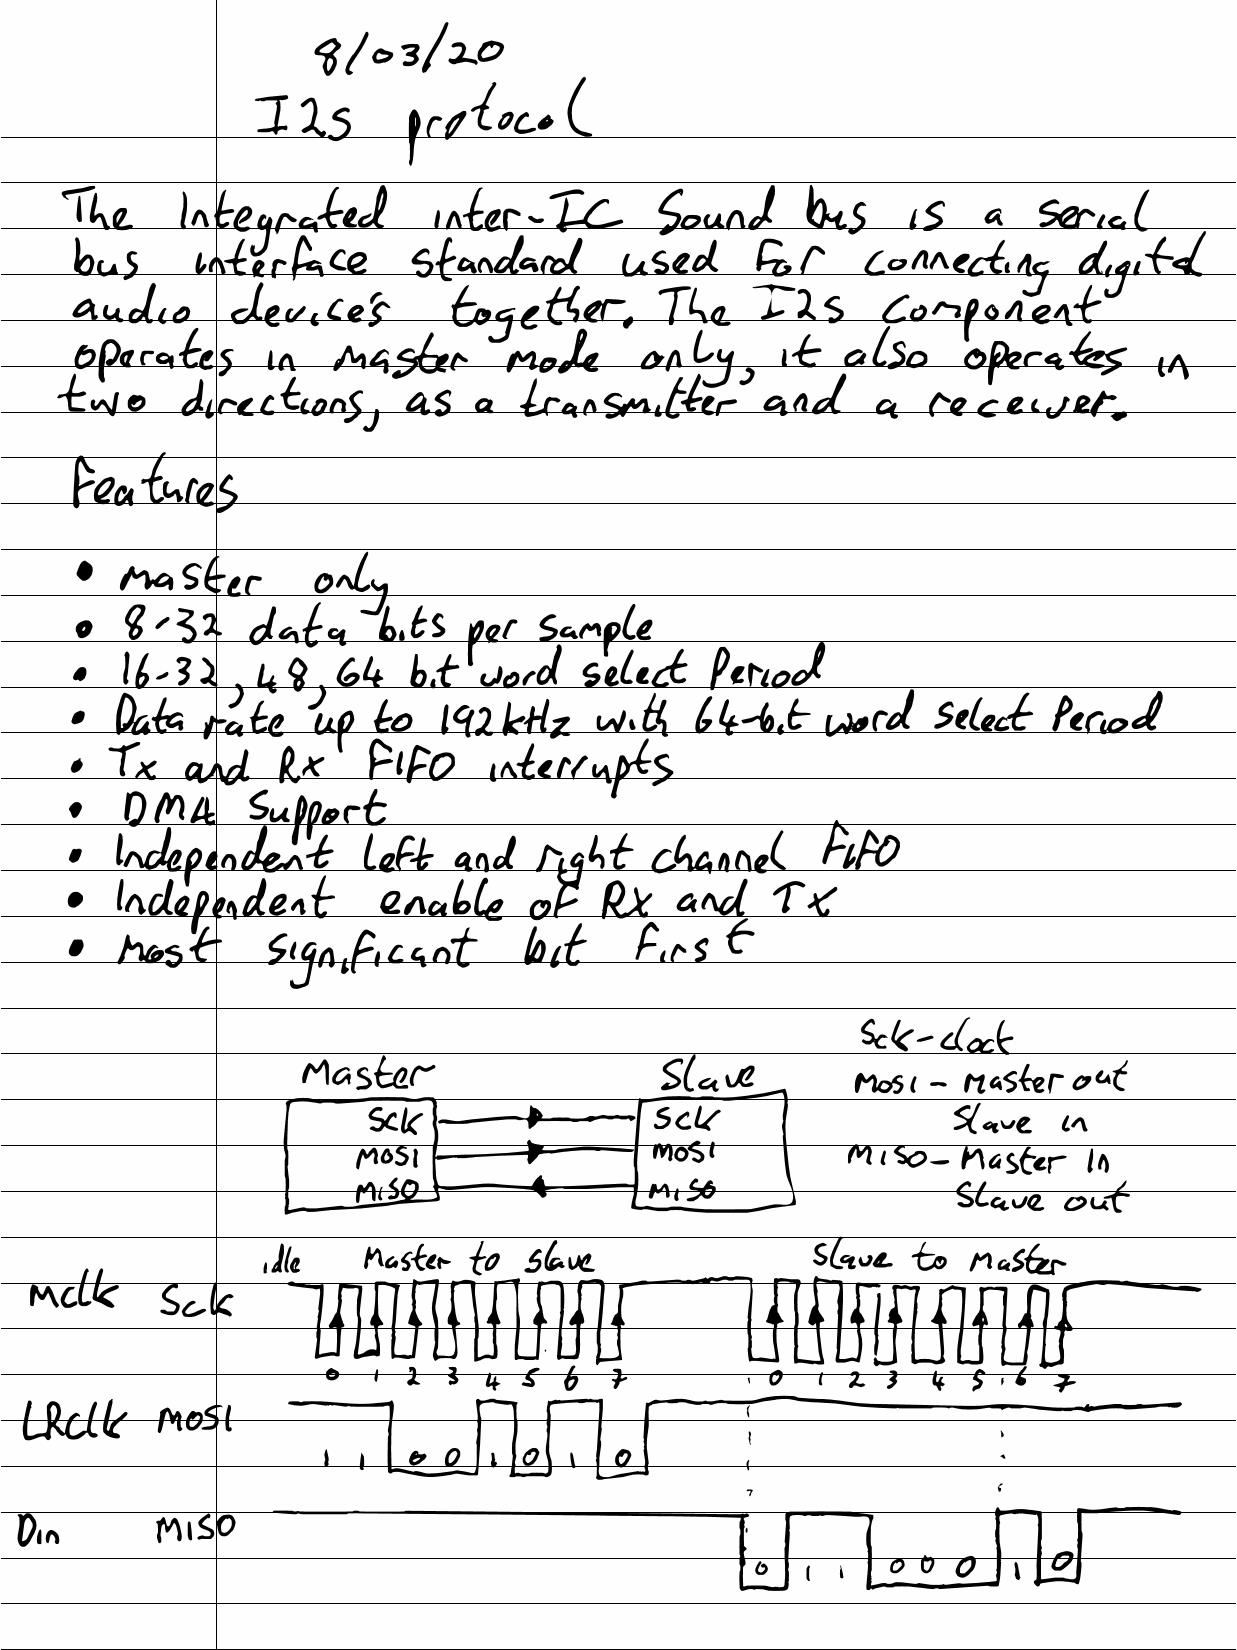 8/03/20
I2s protocol
The Integrated inter-IC Sound bus is a serial
bus interface standard used for connecting digital
audio device's together. The I2s component
operates in master mode only, it also operates in
two directions, as a transmitter and a receiver.
Features
• master only
• 8-32 data bits per sample
• 16-32, 48, 64 bit word select Period
• Data rate up to 192kHz with 64-bit word select Period
• Tx and Rx FIFO interrupts
• DMA Support
• Independent left and right channel FIFO
• Independent enable of Rx and Tx
• Most significant bit first
Sck-clock
Master Slave
Mosi - Master out
SCK SCK
Slave in
MOSI MOSI
MISO - Master In
MISO MISO
Slave out
idle Master to slave Slave to Master
Mclk Sck
0 1 2 3 4 5 6 7 0 1 2 3 4 5 6 7
LRclk MOSI
1 1 0 0 1 0 1 0
Din MISO
0 1 1 0 0 0 1 0